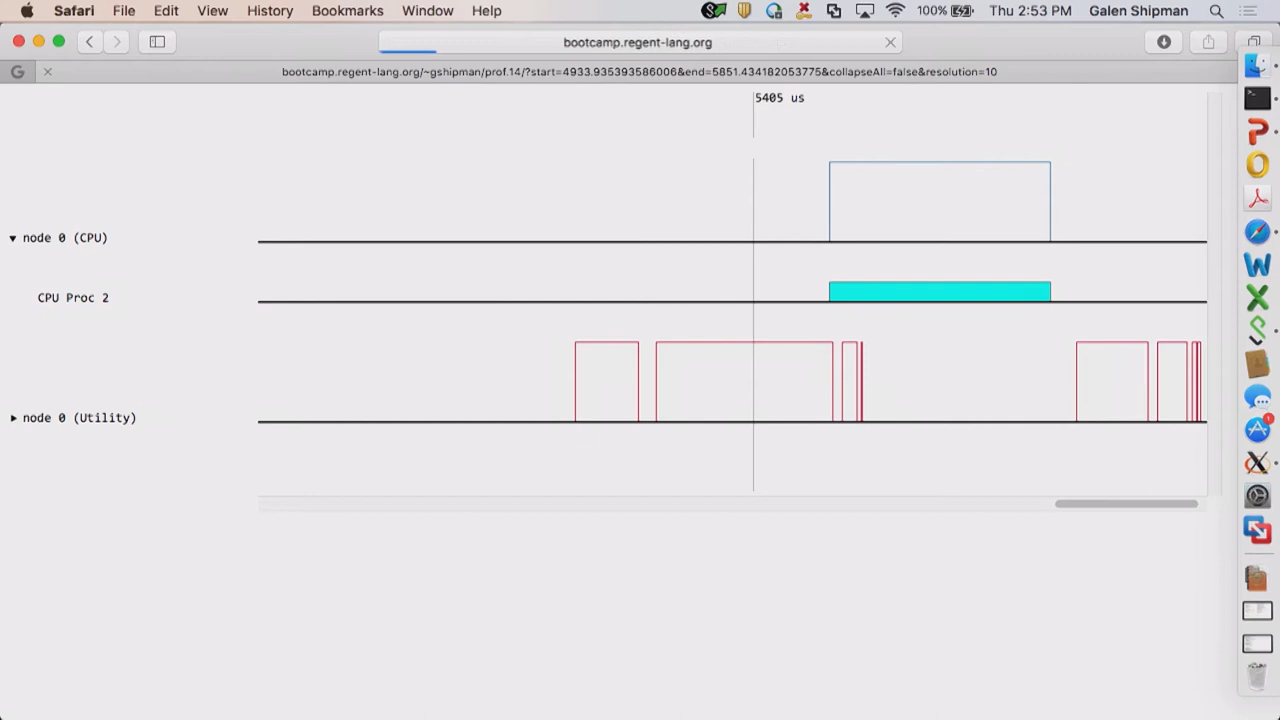 Safari File Edit View History Bookmarks Window Help 100% Thu 2:53 PM Galen Shipman
bootcamp.regent-lang.org
G bootcamp.regent-lang.org/~gshipman/prof.14/?start=4933.935393586006&end=5851.434182053775&collapseAll=false&resolution=10
5405 us
node 0 (CPU)
CPU Proc 2
node 0 (Utility)
1